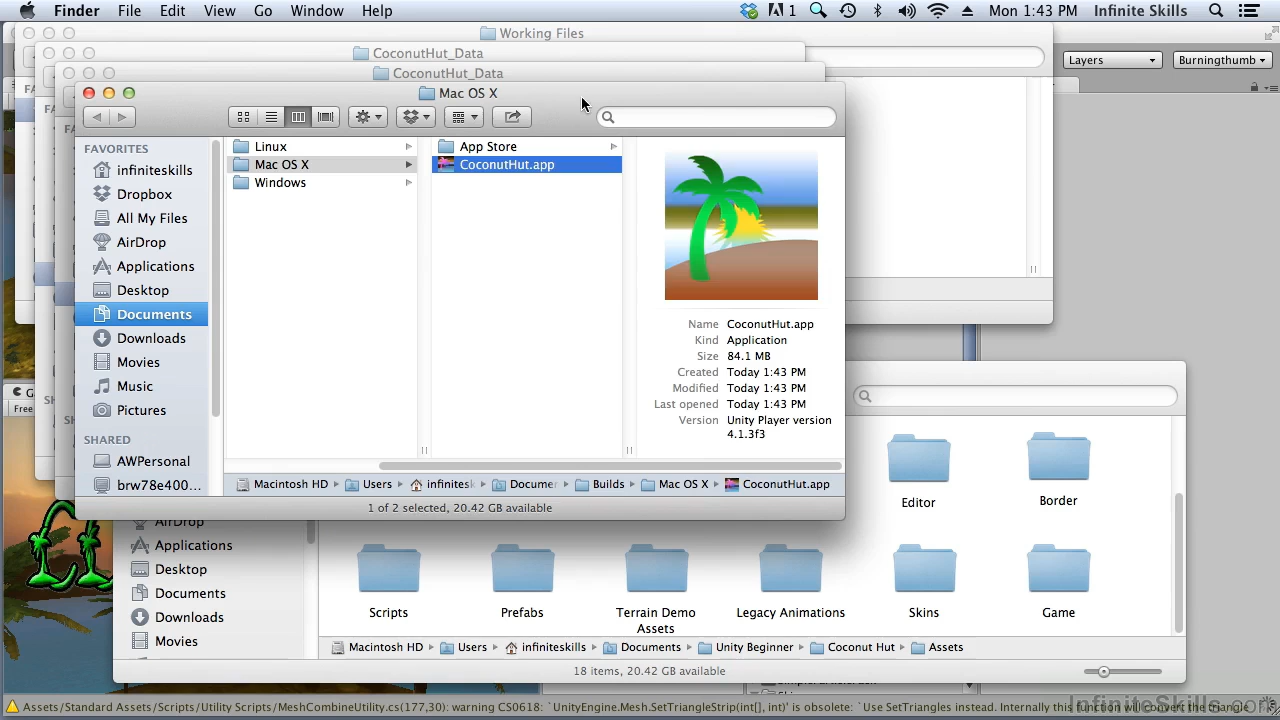 Finder File Edit View Go Window Help 1 Mon 1:43 PM Infinite Skills
Working Files
CoconutHut_Data
Layers
Burningthumb
CoconutHut_Data
Mac OS X
FAVORITES
infiniteskills
Dropbox
All My Files
AirDrop
Applications
Desktop
Documents
Downloads
Movies
Music
Pictures
SHARED
AWPersonal
brw78e400...
Linux
Mac OS X
Windows
App Store
CoconutHut.app
Name CoconutHut.app
Kind Application
Size 84.1 MB
Created Today 1:43 PM
Modified Today 1:43 PM
Last opened Today 1:43 PM
Version Unity Player version
4.1.3f3
Macintosh HD Users infinitesk Documen Builds Mac OS X CoconutHut.app
1 of 2 selected, 20.42 GB available
Free
AirDrop
Applications
Desktop
Documents
Downloads
Movies
Editor
Border
Scripts
Prefabs
Terrain Demo
Assets
Legacy Animations
Skins
Game
Macintosh HD Users infiniteskills Documents Unity Beginner Coconut Hut Assets
18 items, 20.42 GB available
Assets/Standard Assets/Scripts/Utility Scripts/MeshCombineUtility.cs(177,30): warning CS0618: `UnityEngine.Mesh.SetTriangleStrip(int[], int)' is obsolete: `Use SetTriangles instead. Internally this function will convert the triangle
InfiniteSkills.com